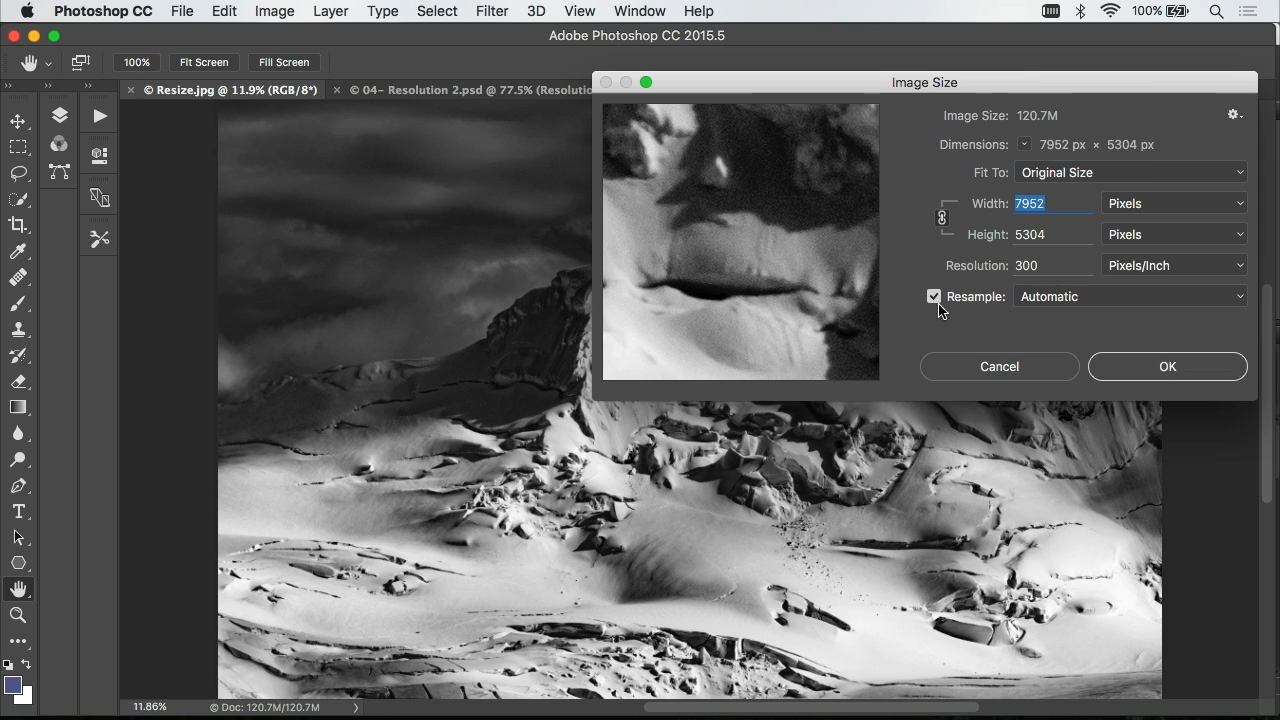 Photoshop CC File Edit Image Layer Type Select Filter 3D View Window Help 100%
Adobe Photoshop CC 2015.5
100% Fit Screen Fill Screen
× © Resize.jpg @ 11.9% (RGB/8*) × © 04– Resolution 2.psd @ 77.5% (Resolutio
Image Size
Image Size: 120.7M
Dimensions: 7952 px × 5304 px
Fit To: Original Size
Width: 7952 Pixels
Height: 5304 Pixels
Resolution: 300 Pixels/Inch
Resample: Automatic
Cancel OK
11.86% © Doc: 120.7M/120.7M